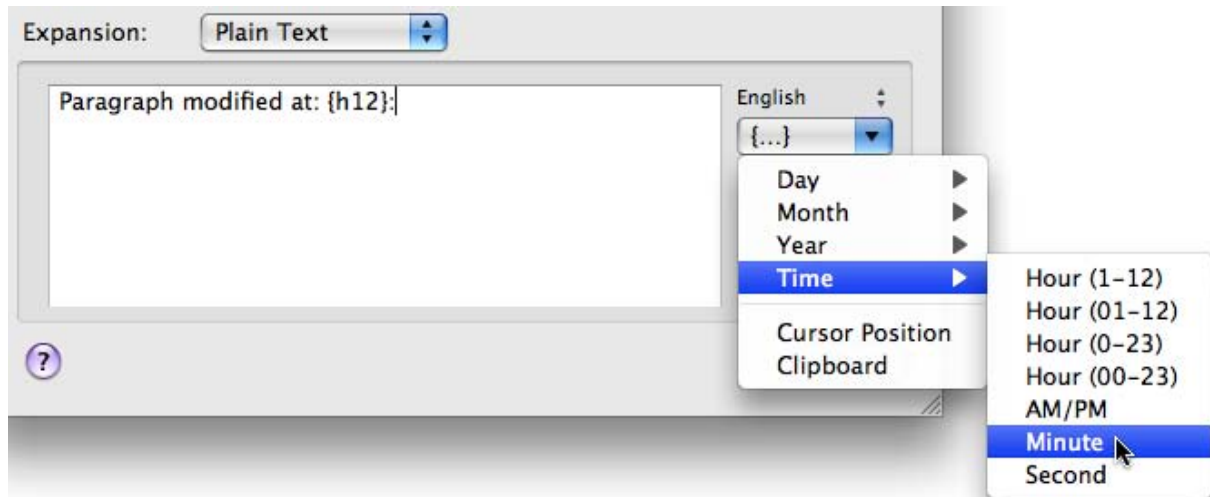 Expansion: Plain Text
Paragraph modified at: {h12}:
English
{...}
Day
Month
Year
Time
Cursor Position
Clipboard
Hour (1-12)
Hour (01-12)
Hour (0-23)
Hour (00-23)
AM/PM
Minute
Second
?